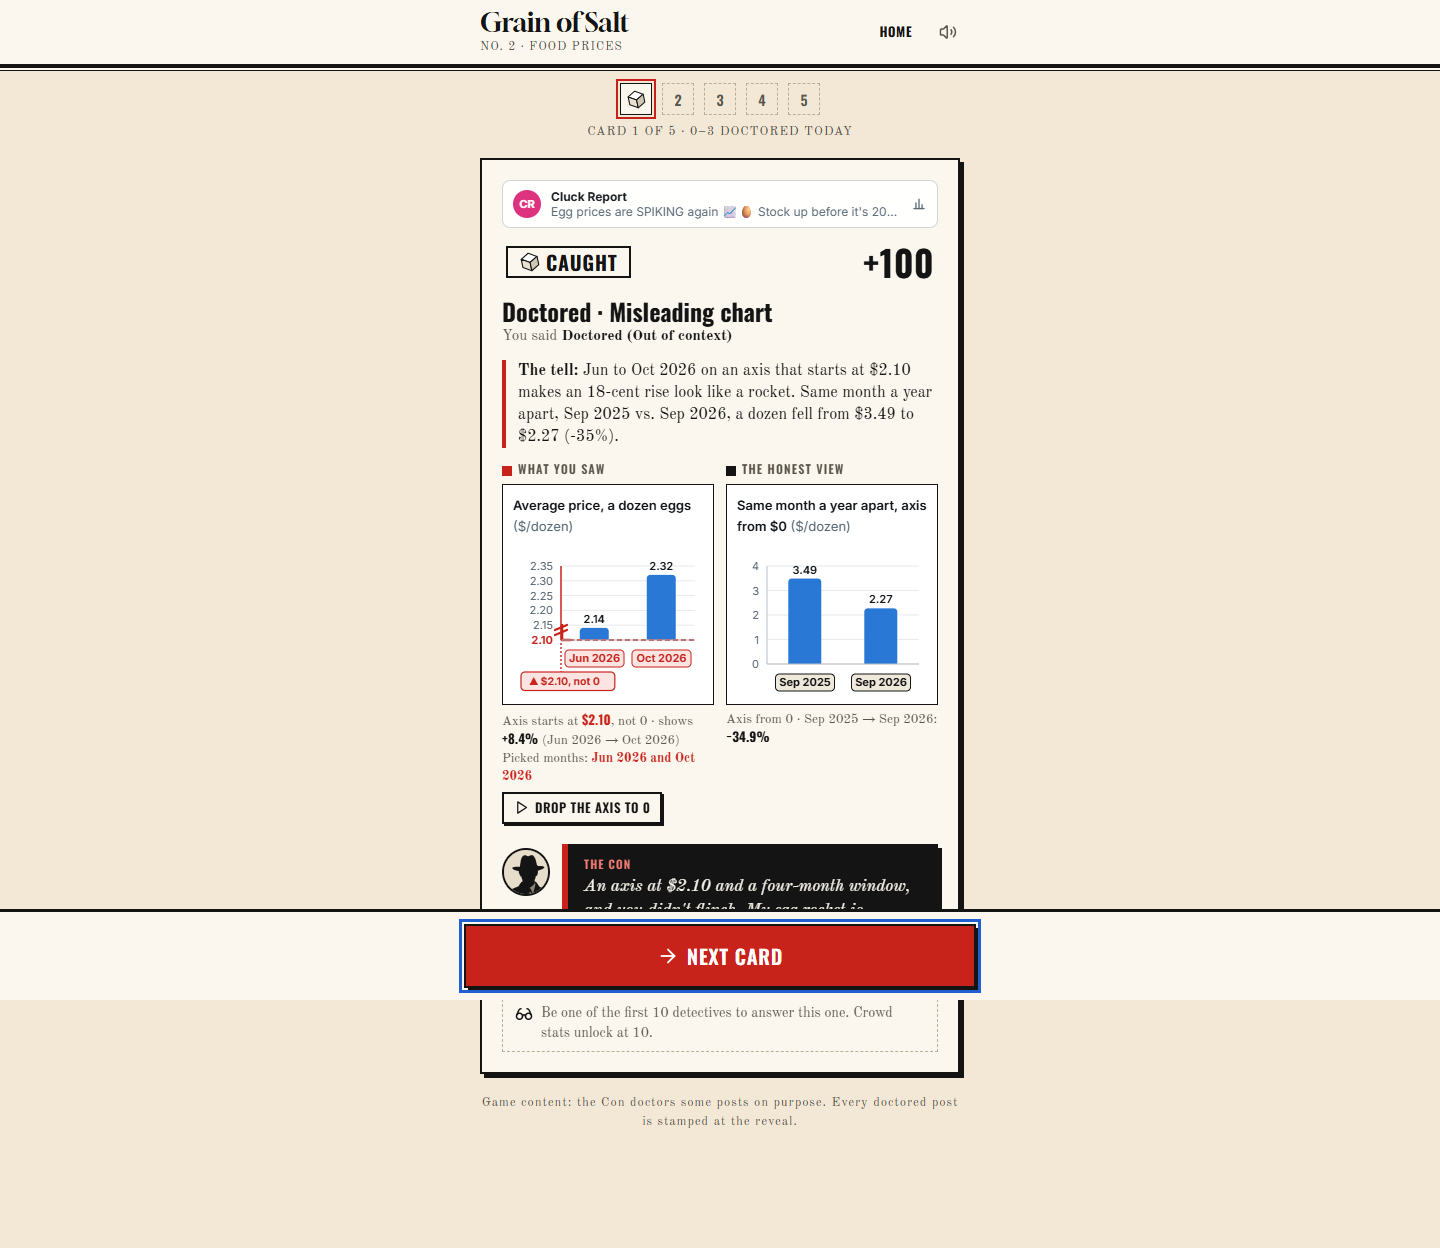 Grain of Salt
NO. 2 · FOOD PRICES
HOME
2
3
4
5
CARD 1 OF 5 · 0–3 DOCTORED TODAY
CR
Cluck Report
Egg prices are SPIKING again 📈 🥚 Stock up before it's 20…
CAUGHT
+100
Doctored · Misleading chart
You said Doctored (Out of context)
The tell: Jun to Oct 2026 on an axis that starts at $2.10
makes an 18-cent rise look like a rocket. Same month a year
apart, Sep 2025 vs. Sep 2026, a dozen fell from $3.49 to
$2.27 (-35%).
WHAT YOU SAW
Average price, a dozen eggs
($/dozen)
2.35
2.30
2.25
2.20
2.15
2.10
2.14
2.32
Jun 2026
Oct 2026
▲ $2.10, not 0
Axis starts at $2.10, not 0 · shows
+8.4% (Jun 2026 → Oct 2026)
Picked months: Jun 2026 and Oct
2026
THE HONEST VIEW
Same month a year apart, axis
from $0 ($/dozen)
4
3
2
1
0
3.49
2.27
Sep 2025
Sep 2026
Axis from 0 · Sep 2025 → Sep 2026:
−34.9%
DROP THE AXIS TO 0
THE CON
An axis at $2.10 and a four-month window,
and you didn't flinch. My egg rocket is
→ NEXT CARD
Be one of the first 10 detectives to answer this one. Crowd
stats unlock at 10.
Game content: the Con doctors some posts on purpose. Every doctored post
is stamped at the reveal.